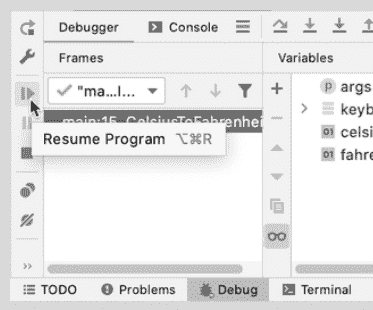 Debugger Console
Frames Variables
"ma...l...
args
keyb
main:15, CelsiusToFahrenhei
celsi
Resume Program ⌥⌘R
fahre
TODO Problems Debug Terminal